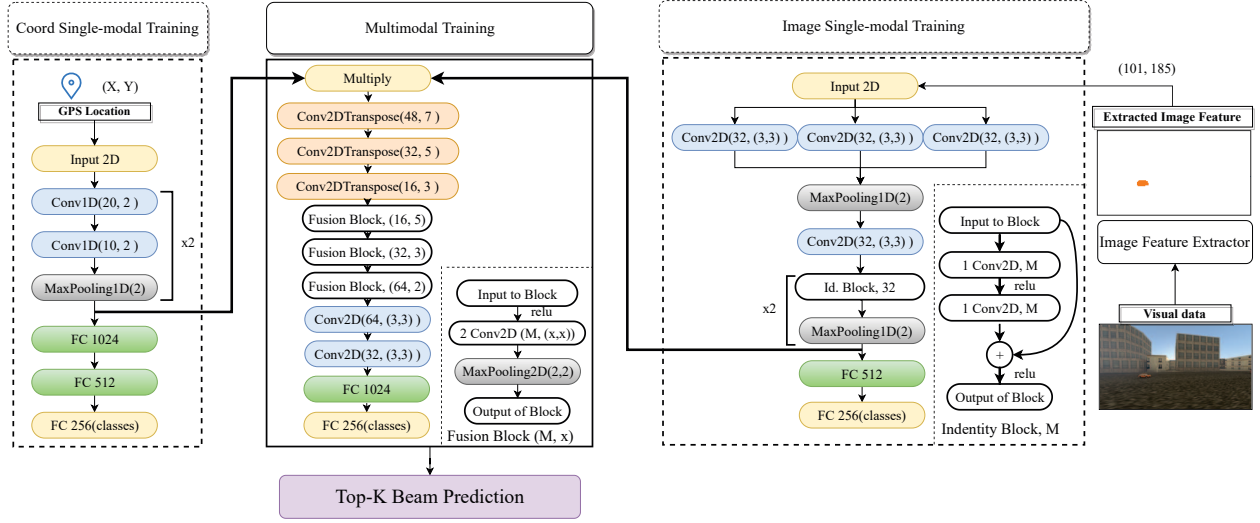 Coord Single-modal Training
(X, Y)
GPS Location
Input 2D
Conv1D(20, 2 )
Conv1D(10, 2 )
MaxPooling1D(2)
x2
FC 1024
FC 512
FC 256(classes)
Multimodal Training
Multiply
Conv2DTranspose(48, 7 )
Conv2DTranspose(32, 5 )
Conv2DTranspose(16, 3 )
Fusion Block, (16, 5)
Fusion Block, (32, 3)
Fusion Block, (64, 2)
Conv2D(64, (3,3) )
Conv2D(32, (3,3) )
FC 1024
FC 256(classes)
Input to Block
relu
2 Conv2D (M, (x,x))
MaxPooling2D(2,2)
Output of Block
Fusion Block (M, x)
Top-K Beam Prediction
Image Single-modal Training
Input 2D
Conv2D(32, (3,3) )
Conv2D(32, (3,3) )
Conv2D(32, (3,3) )
MaxPooling1D(2)
Conv2D(32, (3,3) )
Id. Block, 32
MaxPooling1D(2)
x2
FC 512
FC 256(classes)
Input to Block
1 Conv2D, M
relu
1 Conv2D, M
+
relu
Output of Block
Indentity Block, M
(101, 185)
Extracted Image Feature
Image Feature Extractor
Visual data